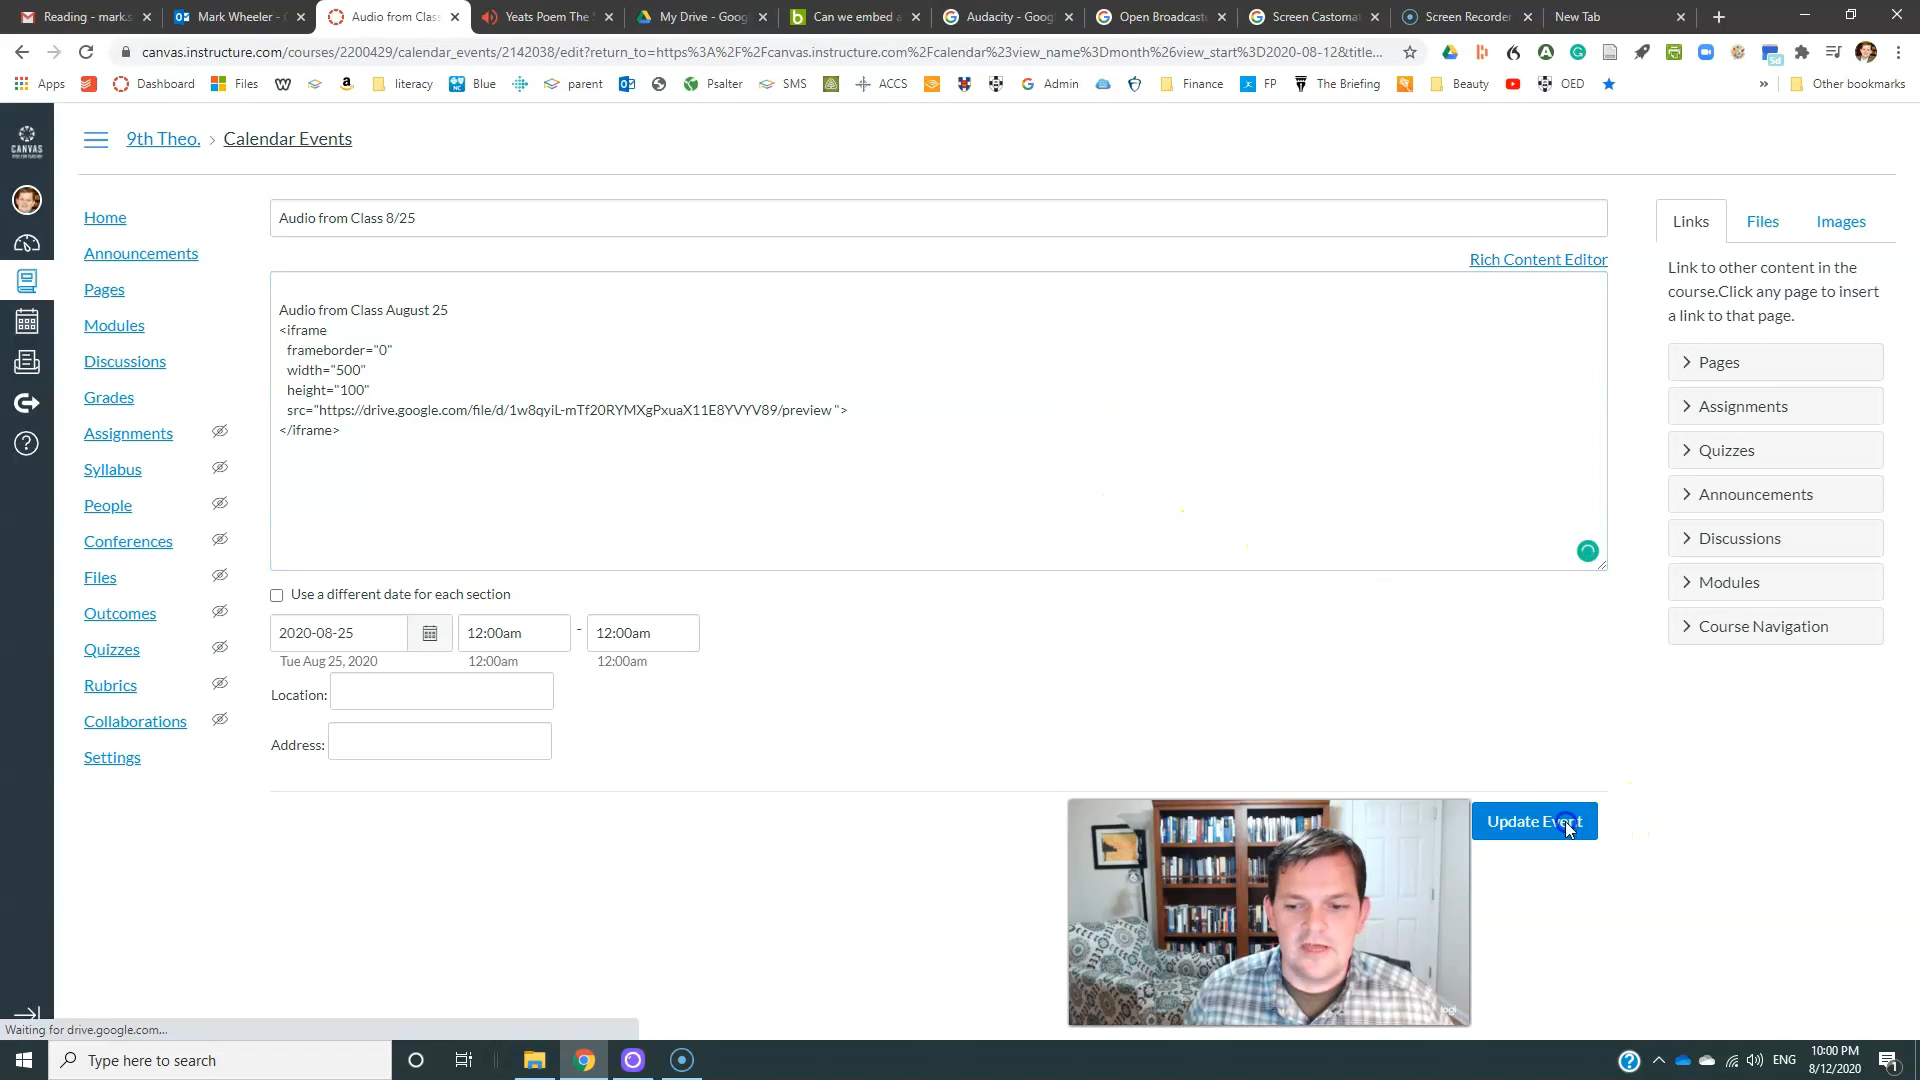 Reading - mark.s
Mark Wheeler - C
Audio from Class
Yeats Poem The S
My Drive - Goog
Can we embed a
Audacity - Goog
Open Broadcast
Screen Castomat
Screen Recorder
New Tab
canvas.instructure.com/courses/2200429/calendar_events/2142038/edit?return_to=https%3A%2F%2Fcanvas.instructure.com%2Fcalendar%23view_name%3Dmonth%26view_start%3D2020-08-12&title...
Apps
Dashboard
Files
literacy
Blue
parent
Psalter
SMS
ACCS
Admin
Finance
FP
The Briefing
Beauty
OED
»
Other bookmarks
CANVAS
9th Theo. > Calendar Events
Home
Announcements
Pages
Modules
Discussions
Grades
Assignments
Syllabus
People
Conferences
Files
Outcomes
Quizzes
Rubrics
Collaborations
Settings
Audio from Class 8/25
Rich Content Editor
Audio from Class August 25
<iframe
frameborder="0"
width="500"
height="100"
src="https://drive.google.com/file/d/1w8qyiL-mTf20RYMXgPxuaX11E8YVYV89/preview ">
</iframe>
Use a different date for each section
2020-08-25
12:00am
-
12:00am
Tue Aug 25, 2020
12:00am
12:00am
Location:
Address:
Update Event
Links
Files
Images
Link to other content in the
course.Click any page to insert
a link to that page.
Pages
Assignments
Quizzes
Announcements
Discussions
Modules
Course Navigation
logi
Waiting for drive.google.com...
Type here to search
ENG
10:00 PM
8/12/2020